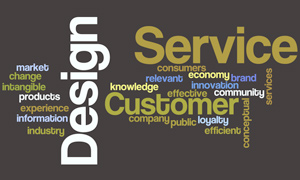 Design
Service
consumers
market
relevant economy brand
change
innovation
intangible
knowledge
services
products
effective community
experience
Customer
information
company public loyalty
industry
efficient
conceptual